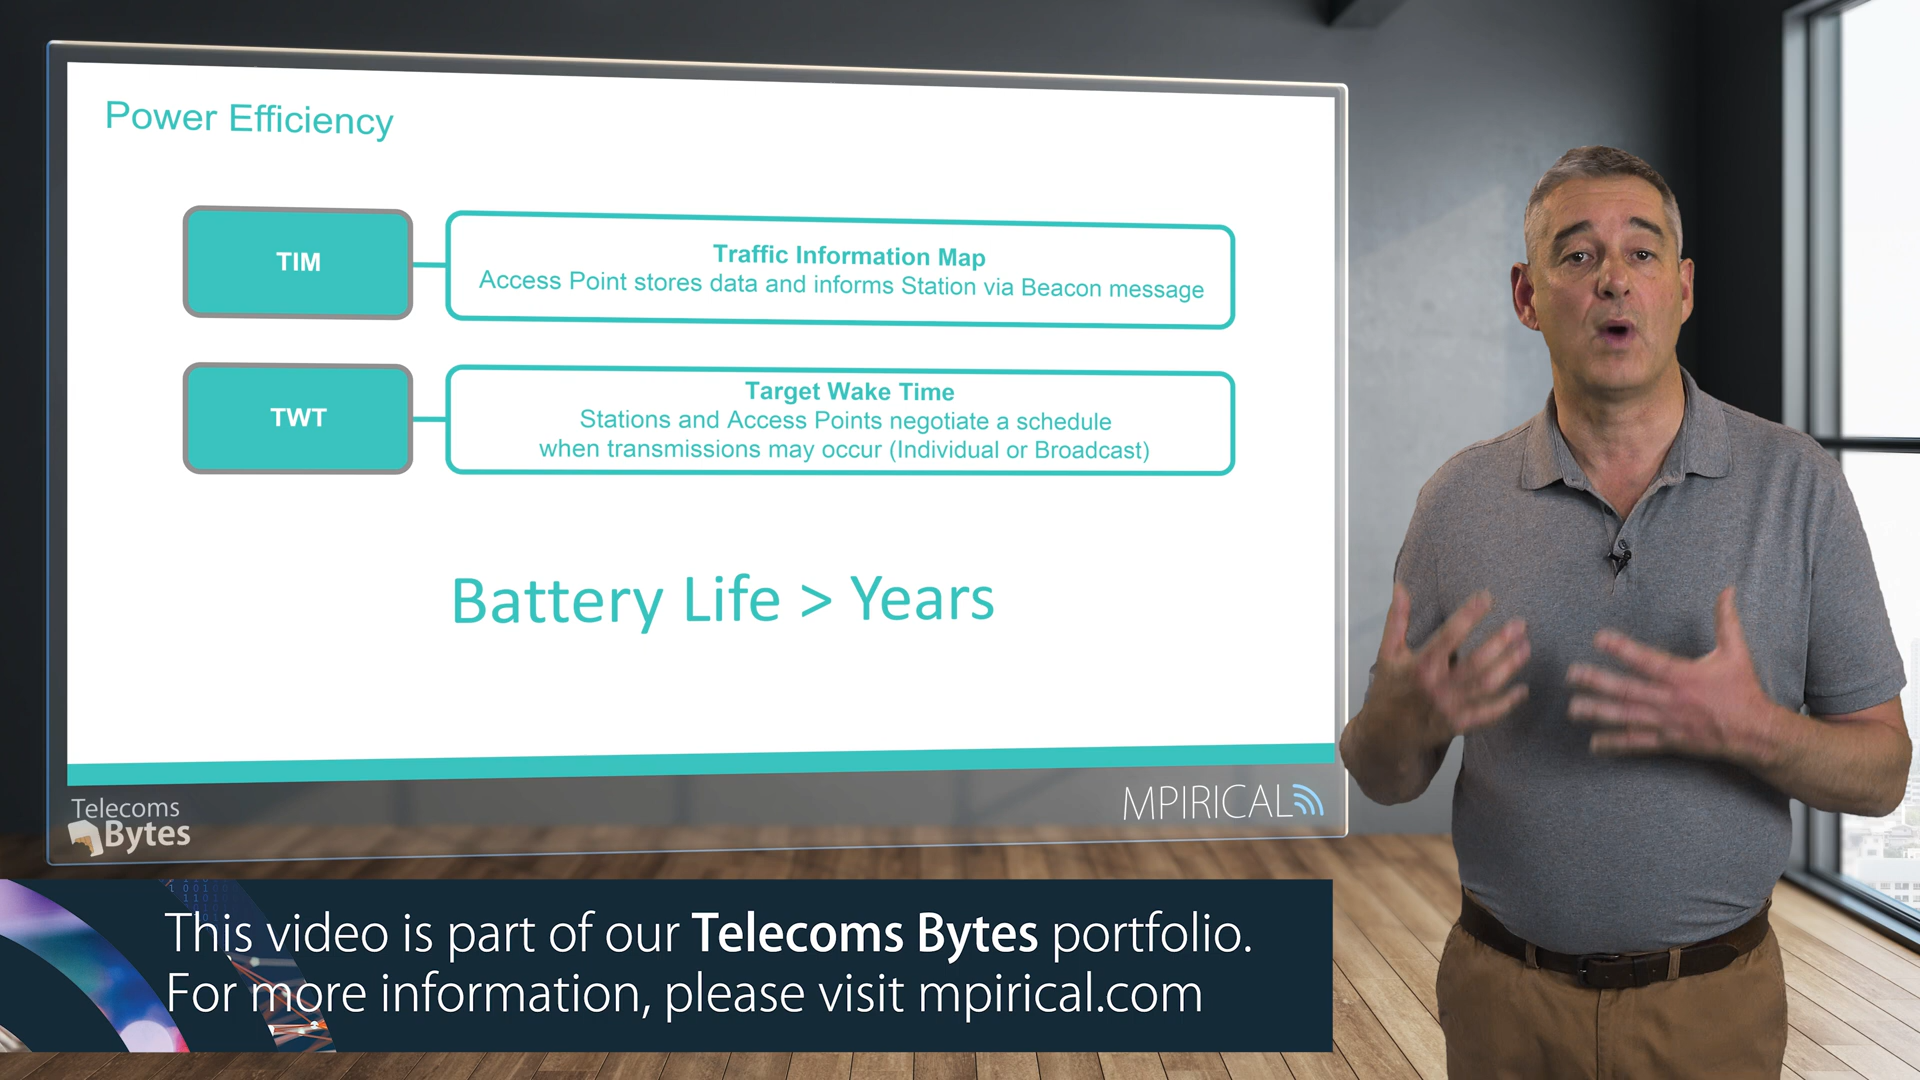 Power Efficiency
TIM
Traffic Information Map
Access Point stores data and informs Station via Beacon message
TWT
Target Wake Time
Stations and Access Points negotiate a schedule
when transmissions may occur (Individual or Broadcast)
Battery Life > Years
Telecoms
Bytes
MPIRICAL
This video is part of our Telecoms Bytes portfolio.
For more information, please visit mpirical.com